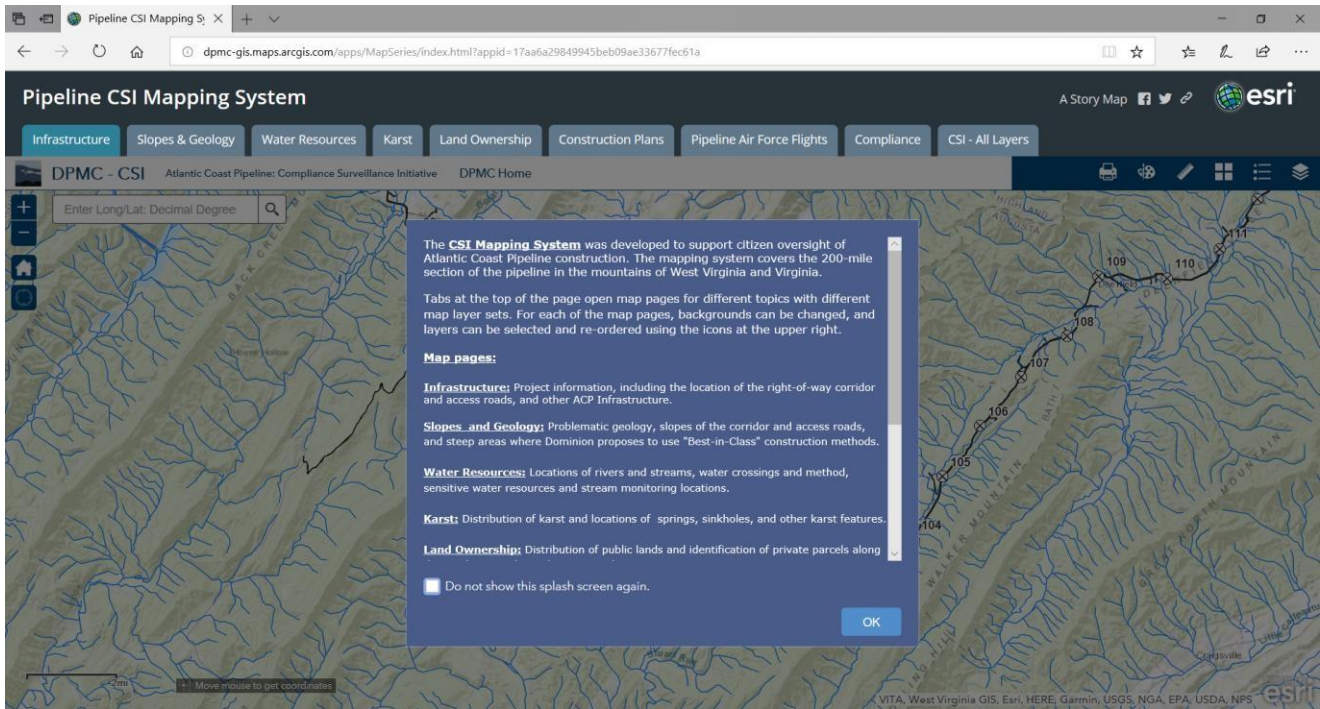 Pipeline CSI Mapping Sy
dpmc-gis.maps.arcgis.com/apps/MapSeries/index.html?appid=17aa6a29849945beb09ae33677fec61a
Pipeline CSI Mapping System
A Story Map
esri
Infrastructure Slopes & Geology Water Resources Karst Land Ownership Construction Plans Pipeline Air Force Flights Compliance CSI - All Layers
DPMC - CSI Atlantic Coast Pipeline: Compliance Surveillance Initiative DPMC Home
Enter Long/Lat: Decimal Degree
The CSI Mapping System was developed to support citizen oversight of
Atlantic Coast Pipeline construction. The mapping system covers the 200-mile
section of the pipeline in the mountains of West Virginia and Virginia.
Tabs at the top of the page open map pages for different topics with different
map layer sets. For each of the map pages, backgrounds can be changed, and
layers can be selected and re-ordered using the icons at the upper right.
Map pages:
Infrastructure: Project information, including the location of the right-of-way corridor
and access roads, and other ACP Infrastructure.
Slopes and Geology: Problematic geology, slopes of the corridor and access roads,
and steep areas where Dominion proposes to use "Best-in-Class" construction methods.
Water Resources: Locations of rivers and streams, water crossings and method,
sensitive water resources and stream monitoring locations.
Karst: Distribution of karst and locations of springs, sinkholes, and other karst features.
Land Ownership: Distribution of public lands and identification of private parcels along
Do not show this splash screen again.
OK
HIGHLAND
AUGUSTA
111
110
109
108
107
106
105
104
BACK CREEK
BATH
WALKER MOUNTAIN
GREAT NORTH MOUNTAIN
Craigsville
2mi
Move mouse to get coordinates
VITA, West Virginia GIS, Esri, HERE, Garmin, USGS, NGA, EPA, USDA, NPS
esri